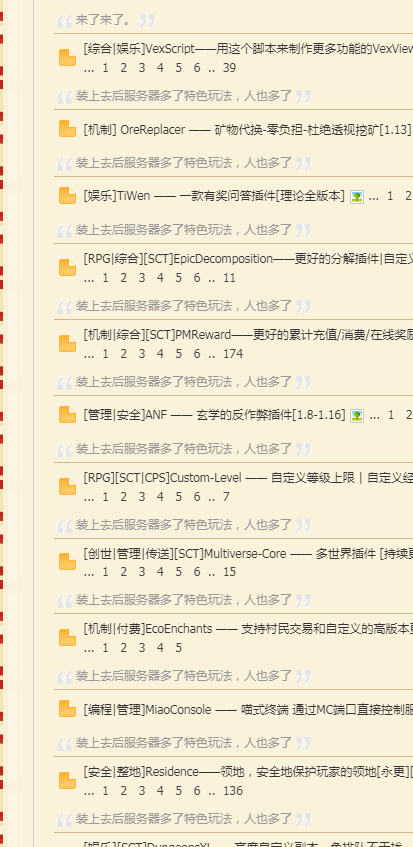 来了来了。
[综合|娱乐]VexScript——用这个脚本来制作更多功能的VexView
... 1 2 3 4 5 6 .. 39
装上去后服务器多了特色玩法，人也多了
[机制] OreReplacer —— 矿物代换-零负担-杜绝透视挖矿[1.13]
装上去后服务器多了特色玩法，人也多了
[娱乐]TiWen —— 一款有奖问答插件[理论全版本] ... 1 2
装上去后服务器多了特色玩法，人也多了
[RPG|综合][SCT]EpicDecomposition——更好的分解插件|自定义
... 1 2 3 4 5 6 .. 11
装上去后服务器多了特色玩法，人也多了
[机制|综合][SCT]PMReward——更好的累计充值/消费/在线奖励
... 1 2 3 4 5 6 .. 174
装上去后服务器多了特色玩法，人也多了
[管理|安全]ANF —— 玄学的反作弊插件[1.8-1.16] ... 1 2
装上去后服务器多了特色玩法，人也多了
[RPG][SCT|CPS]Custom-Level —— 自定义等级上限 | 自定义经
... 1 2 3 4 5 6 .. 7
装上去后服务器多了特色玩法，人也多了
[创世|管理|传送][SCT]Multiverse-Core —— 多世界插件 [持续更
... 1 2 3 4 5 6 .. 15
装上去后服务器多了特色玩法，人也多了
[机制|付费]EcoEnchants —— 支持村民交易和自定义的高版本更
... 1 2 3 4 5
装上去后服务器多了特色玩法，人也多了
[编程|管理]MiaoConsole —— 喵式终端 通过MC端口直接控制服
装上去后服务器多了特色玩法，人也多了
[安全|整地]Residence——领地，安全地保护玩家的领地[永更][
... 1 2 3 4 5 6 .. 136
装上去后服务器多了特色玩法，人也多了
[娱乐][SCT]DungeonsXL —— 高度自定义副本，免排队不干扰